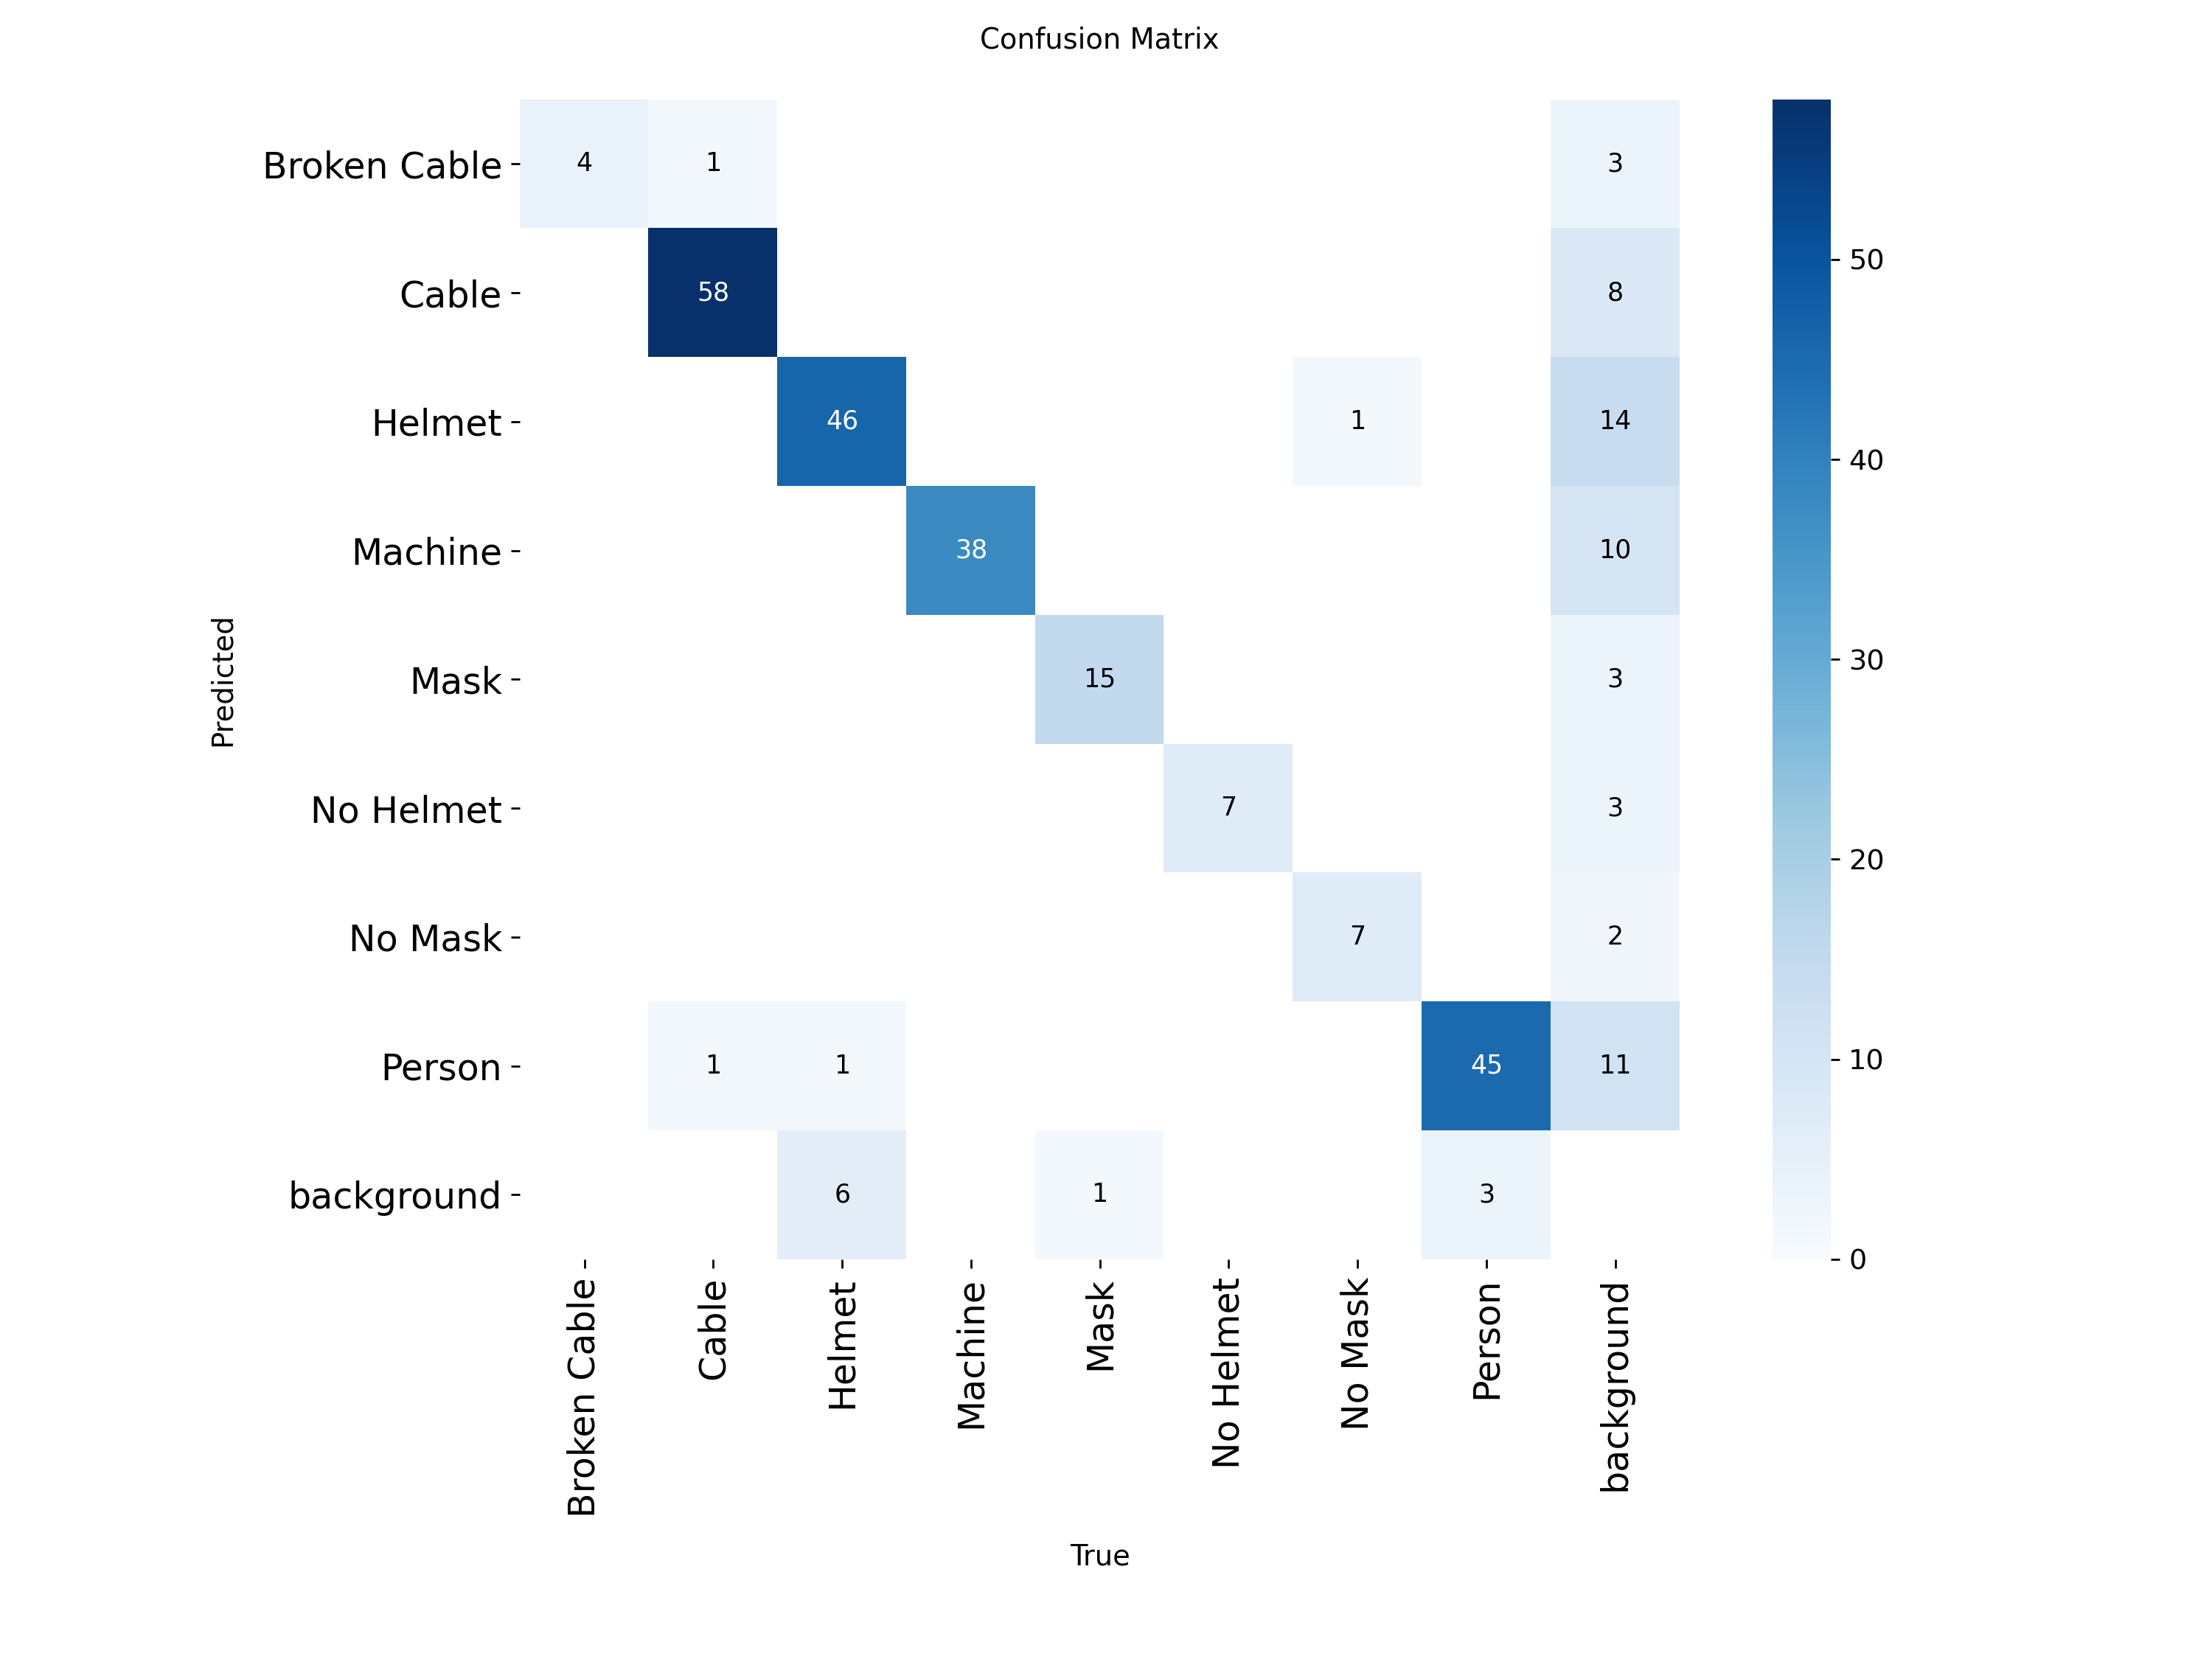 Confusion Matrix
Broken Cable 4 1 3
Cable 58 8
Helmet 46 1 14
Machine 38 10
Mask 15 3
No Helmet 7 3
No Mask 7 2
Person 1 1 45 11
background 6 1 3
Predicted
Broken Cable
Cable
Helmet
Machine
Mask
No Helmet
No Mask
Person
background
True
50
40
30
20
10
0